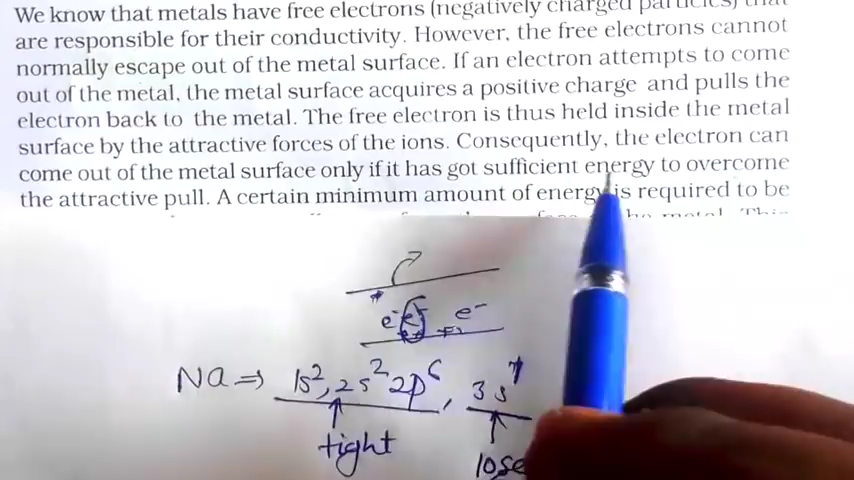 We know that metals have free electrons (negatively charged particles) that
are responsible for their conductivity. However, the free electrons cannot
normally escape out of the metal surface. If an electron attempts to come
out of the metal, the metal surface acquires a positive charge and pulls the
electron back to the metal. The free electron is thus held inside the metal
surface by the attractive forces of the ions. Consequently, the electron can
come out of the metal surface only if it has got sufficient energy to overcome
the attractive pull. A certain minimum amount of energy is required to be
the metal. This
e⁻ e⁻
Na ⇒ 1s², 2s² 2p⁶, 3s¹
tight lose